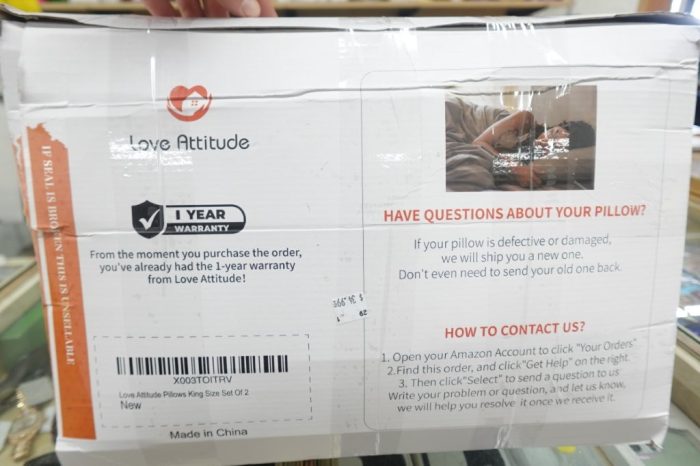 Love Attitude
1 YEAR
WARRANTY
From the moment you purchase the order,
you've already had the 1-year warranty
from Love Attitude!
IF SEAL IS BROKEN THIS IS UNSELLABLE
X003TOITRV
Love Attitude Pillows King Size Set Of 2
New
Made in China
HAVE QUESTIONS ABOUT YOUR PILLOW?
If your pillow is defective or damaged,
we will ship you a new one.
Don't even need to send your old one back.
HOW TO CONTACT US?
1. Open your Amazon Account to click "Your Orders"
2.Find this order, and click"Get Help" on the right
3. Then click"Select" to send a question to us
Write your problem or question, and let us know,
we will help you resolve it once we receive it.